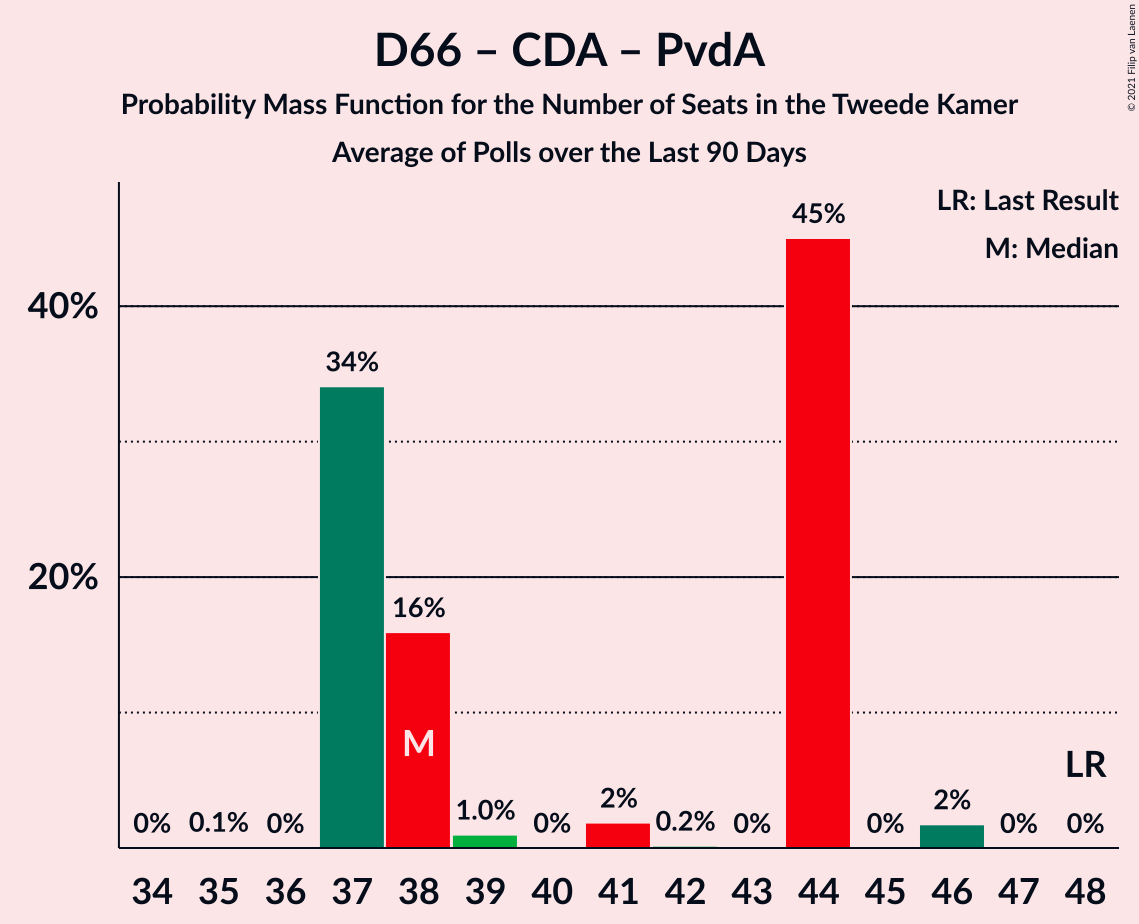 D66 – CDA – PvdA
Probability Mass Function for the Number of Seats in the Tweede Kamer
Average of Polls over the Last 90 Days
© 2021 Filip van Laenen
LR: Last Result
M: Median
45%
40%
34%
20%
16%
M
LR
0%
0.1%
0%
1.0%
0%
2%
0.2%
0%
0%
2%
0%
0%
34 35 36 37 38 39 40 41 42 43 44 45 46 47 48